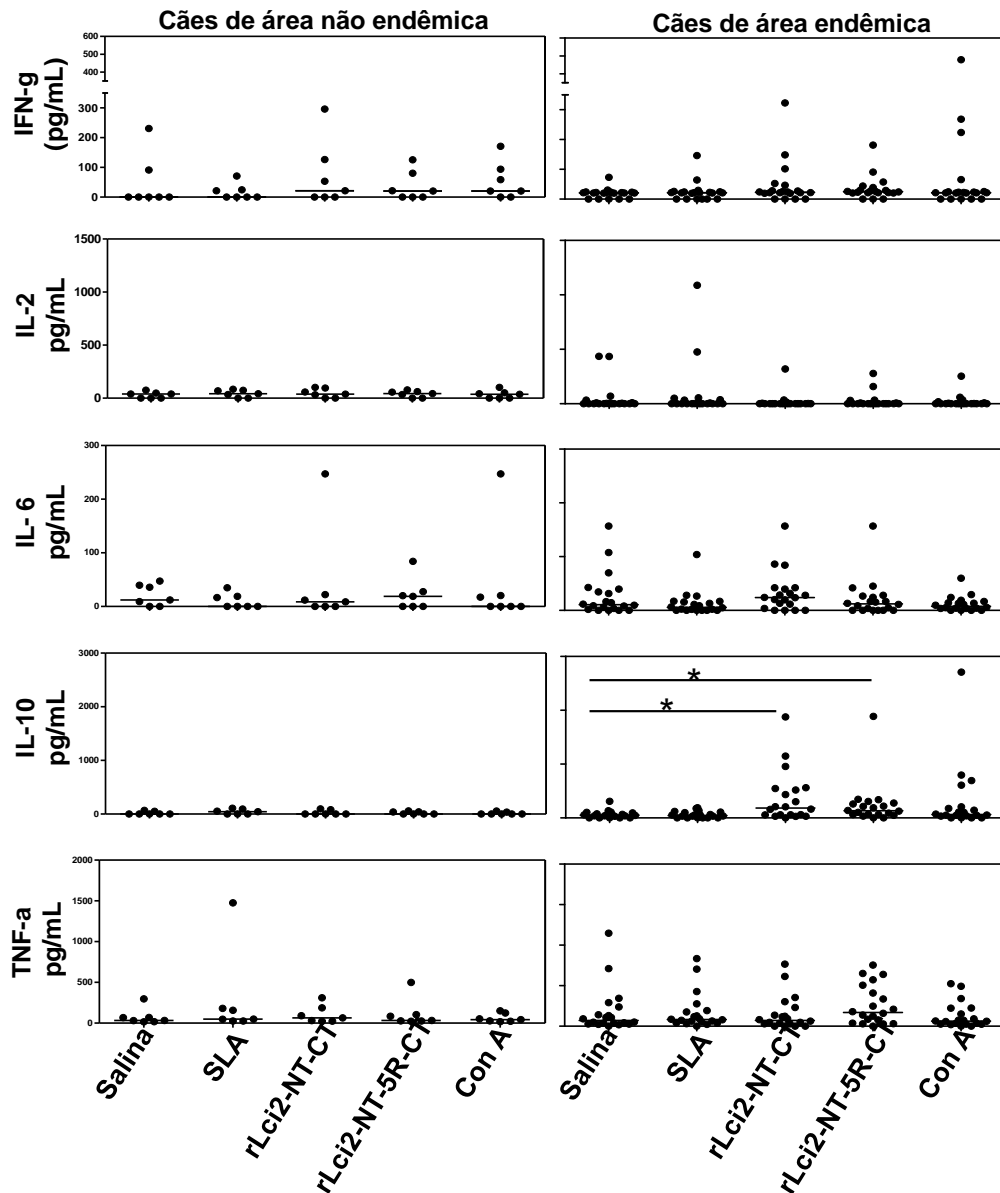 Cães de área não endêmica
Cães de área endêmica
IFN-g
(pg/mL)
600
500
400
300
200
100
0
IL-2
pg/mL
1500
1000
500
0
IL- 6
pg/mL
300
200
100
0
IL-10
pg/mL
3000
2000
1000
0
*
*
TNF-a
pg/mL
2000
1500
1000
500
0
Salina
SLA
rLci2-NT-CT
rLci2-NT-5R-CT
Con A
Salina
SLA
rLci2-NT-CT
rLci2-NT-5R-CT
Con A